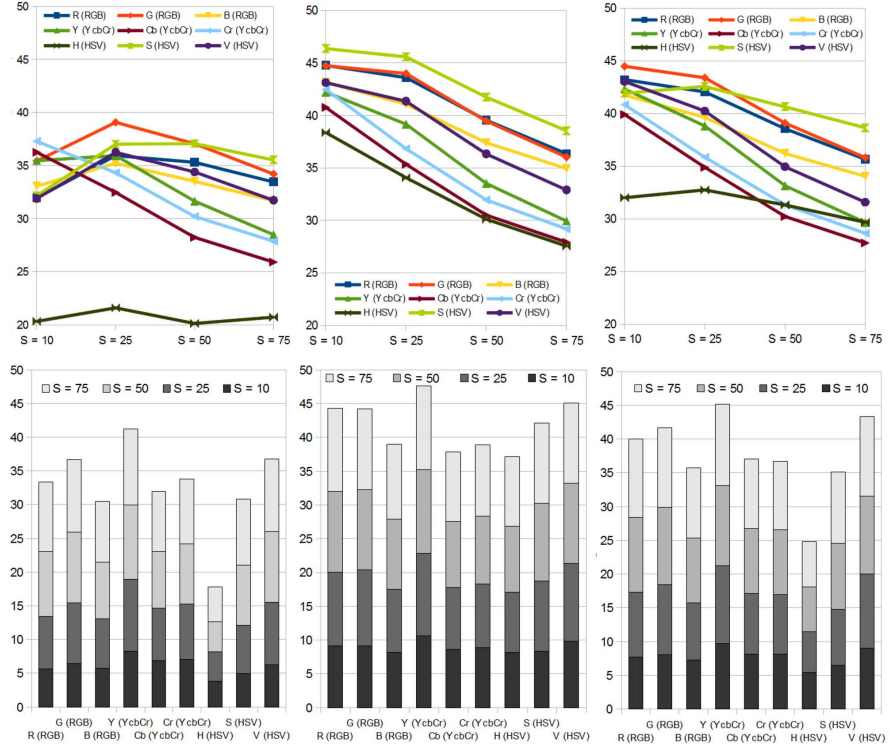 50
R (RGB) G (RGB) B (RGB)
Y (YcbCr) Cb (YcbCr) Cr (YcbCr)
H (HSV) S (HSV) V (HSV)
45
40
35
30
25
20
S = 10 S = 25 S = 50 S = 75
50
45
40
35
30
25
R (RGB) G (RGB) B (RGB)
Y (YcbCr) Cb (YcbCr) Cr (YcbCr)
H (HSV) S (HSV) V (HSV)
20
S = 10 S = 25 S = 50 S = 75
50
R (RGB) G (RGB) B (RGB)
Y (YcbCr) Cb (YcbCr) Cr (YcbCr)
H (HSV) S (HSV) V (HSV)
45
40
35
30
25
20
S = 10 S = 25 S = 50 S = 75
S = 75 S = 50 S = 25 S = 10
50
45
40
35
30
25
20
15
10
5
0
G (RGB) Y (YcbCr) Cr (YcbCr) S (HSV)
R (RGB) B (RGB) Cb (YcbCr) H (HSV) V (HSV)
S = 75 S = 50 S = 25 S = 10
50
45
40
35
30
25
20
15
10
5
0
G (RGB) Y (YcbCr) Cr (YcbCr) S (HSV)
R (RGB) B (RGB) Cb (YcbCr) H (HSV) V (HSV)
S = 75 S = 50 S = 25 S = 10
50
45
40
35
30
25
20
15
10
5
0
G (RGB) Y (YcbCr) Cr (YcbCr) S (HSV)
R (RGB) B (RGB) Cb (YcbCr) H (HSV) V (HSV)